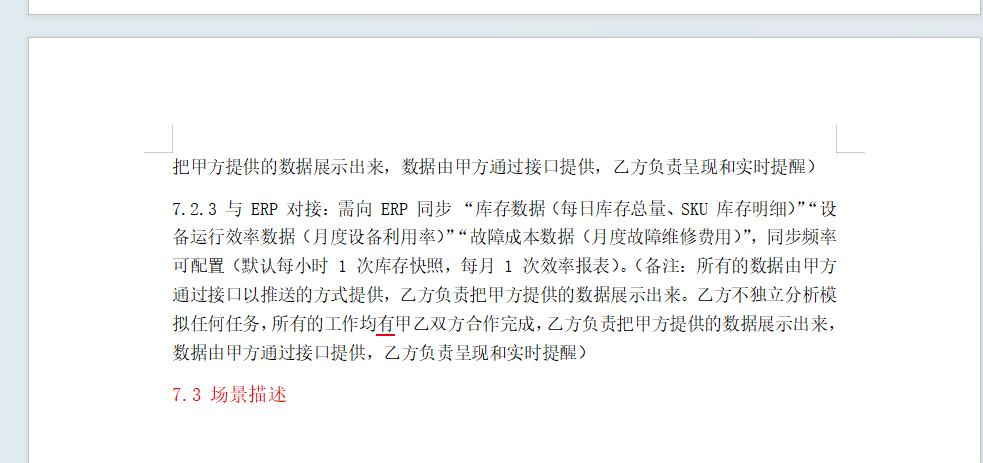 把甲方提供的数据展示出来，数据由甲方通过接口提供，乙方负责呈现和实时提醒）
7.2.3 与 ERP 对接：需向 ERP 同步 “库存数据（每日库存总量、SKU 库存明细）”“设
备运行效率数据（月度设备利用率）”“故障成本数据（月度故障维修费用）”，同步频率
可配置（默认每小时 1 次库存快照，每月 1 次效率报表）。（备注：所有的数据由甲方
通过接口以推送的方式提供，乙方负责把甲方提供的数据展示出来。乙方不独立分析模
拟任何任务，所有的工作均有甲乙双方合作完成，乙方负责把甲方提供的数据展示出来，
数据由甲方通过接口提供，乙方负责呈现和实时提醒）
7.3 场景描述